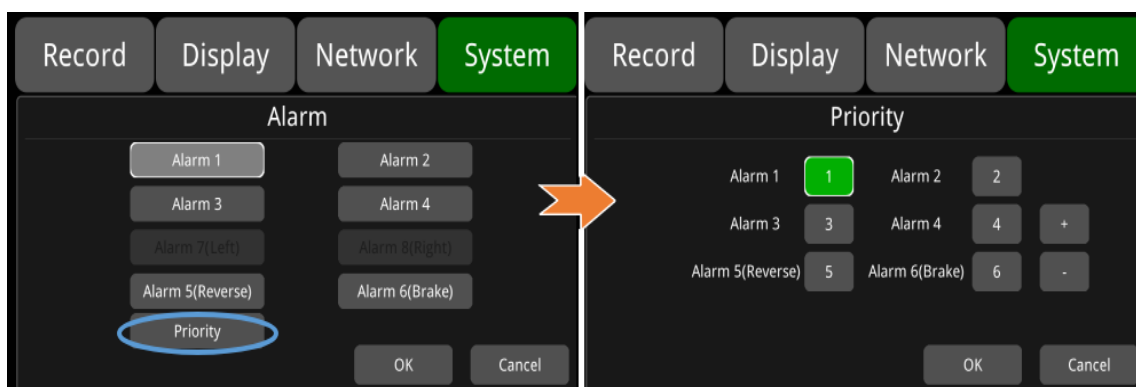 Record Display Network System
Alarm
Alarm 1 Alarm 2
Alarm 3 Alarm 4
Alarm 7(Left) Alarm 8(Right)
Alarm 5(Reverse) Alarm 6(Brake)
Priority
OK Cancel
Record Display Network System
Priority
Alarm 1 1 Alarm 2 2
Alarm 3 3 Alarm 4 4 +
Alarm 5(Reverse) 5 Alarm 6(Brake) 6 -
OK Cancel